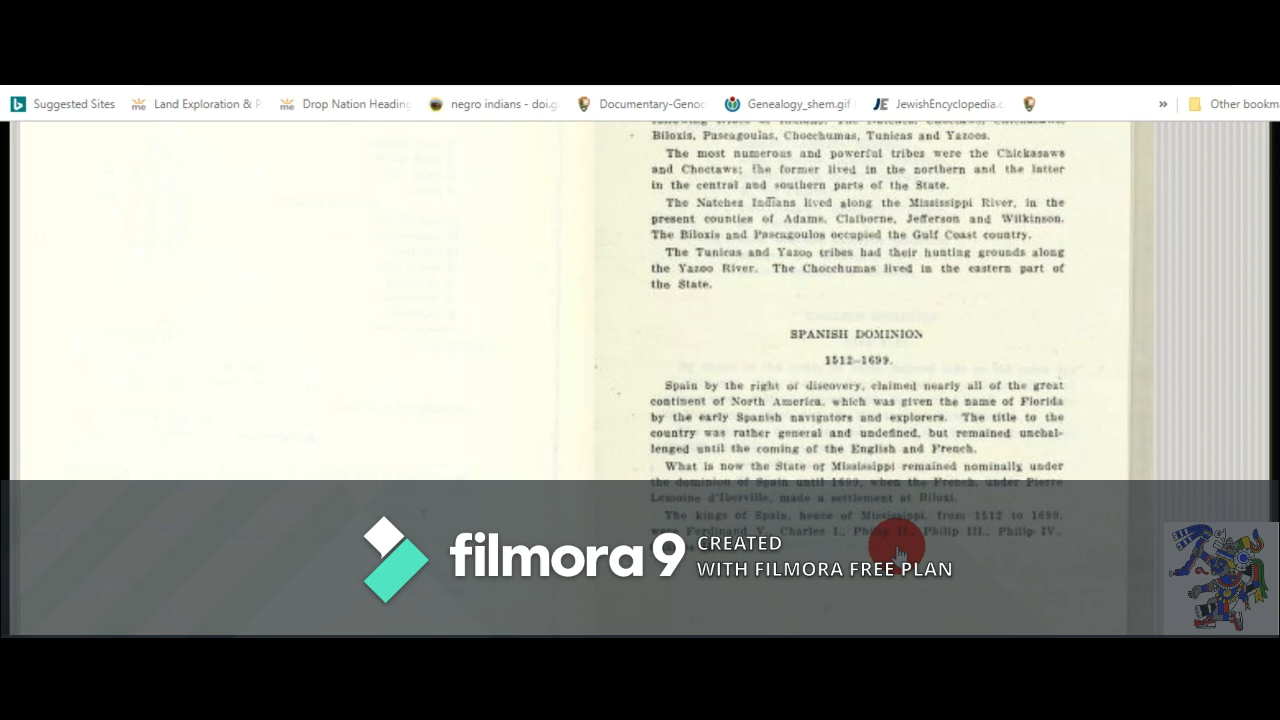 Suggested Sites
Land Exploration & P
Drop Nation Heading
negro indians - doi.g
Documentary-Genoc
Genealogy_shem.gif
JewishEncyclopedia.c
»
Other bookm
Biloxis, Pascagoulas, Chocchumas, Tunicas and Yazoos.
The most numerous and powerful tribes were the Chickasaws
and Choctaws; the former lived in the northern and the latter
in the central and southern parts of the State.
The Natchez Indians lived along the Mississippi River, in the
present counties of Adams, Claiborne, Jefferson and Wilkinson.
The Biloxis and Pascagoulos occupied the Gulf Coast country.
The Tunicas and Yazoo tribes had their hunting grounds along
the Yazoo River. The Chocchumas lived in the eastern part of
the State.
SPANISH DOMINION
1512-1699.
Spain by the right of discovery, claimed nearly all of the great
continent of North America, which was given the name of Florida
by the early Spanish navigators and explorers. The title to the
country was rather general and undefined, but remained unchal-
lenged until the coming of the English and French.
What is now the State of Mississippi remained nominally under
the dominion of Spain until 1699, when the French, under Pierre
Lemoine d'Iberville, made a settlement at Biloxi.
The kings of Spain, hence of Mississippi, from 1512 to 1699,
were Ferdinand V., Charles I., Philip II., Philip III., Philip IV.,
filmora 9
CREATED
WITH FILMORA FREE PLAN